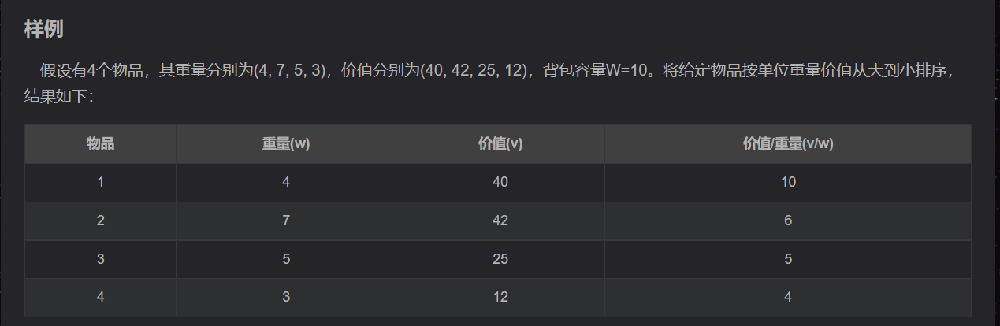 样例
假设有4个物品，其重量分别为(4, 7, 5, 3)，价值分别为(40, 42, 25, 12)，背包容量W=10。将给定物品按单位重量价值从大到小排序，
结果如下：
物品 重量(w) 价值(v) 价值/重量(v/w)
1 4 40 10
2 7 42 6
3 5 25 5
4 3 12 4